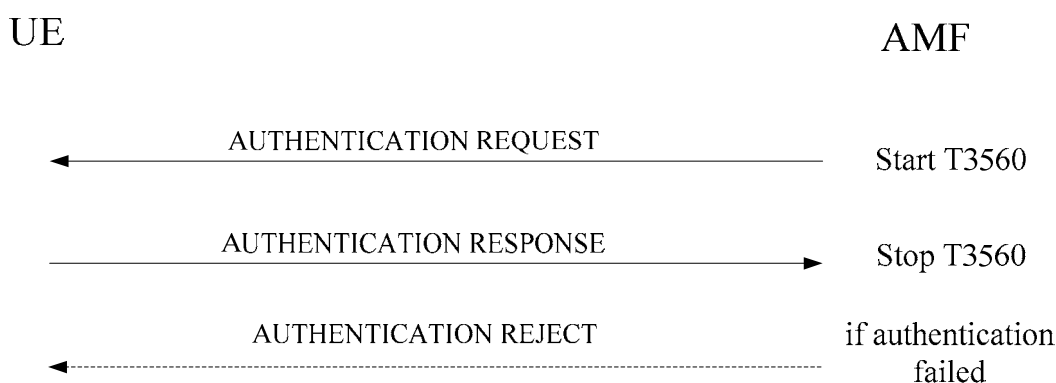 UE
AMF
AUTHENTICATION REQUEST
Start T3560
AUTHENTICATION RESPONSE
Stop T3560
AUTHENTICATION REJECT
if authentication
failed